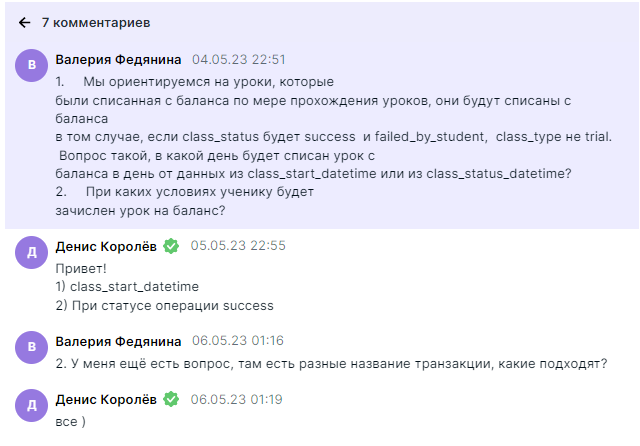 ← 7 комментариев
В Валерия Федянина 04.05.23 22:51
1. Мы ориентируемся на уроки, которые
были списанная с баланса по мере прохождения уроков, они будут списаны с
баланса
в том случае, если class_status будет success и failed_by_student, class_type не trial.
Вопрос такой, в какой день будет списан урок с
баланса в день от данных из class_start_datetime или из class_status_datetime?
2. При каких условиях ученику будет
зачислен урок на баланс?
Д Денис Королёв 05.05.23 22:55
Привет!
1) class_start_datetime
2) При статусе операции success
В Валерия Федянина 06.05.23 01:16
2. У меня ещё есть вопрос, там есть разные название транзакции, какие подходят?
Д Денис Королёв 06.05.23 01:19
все )